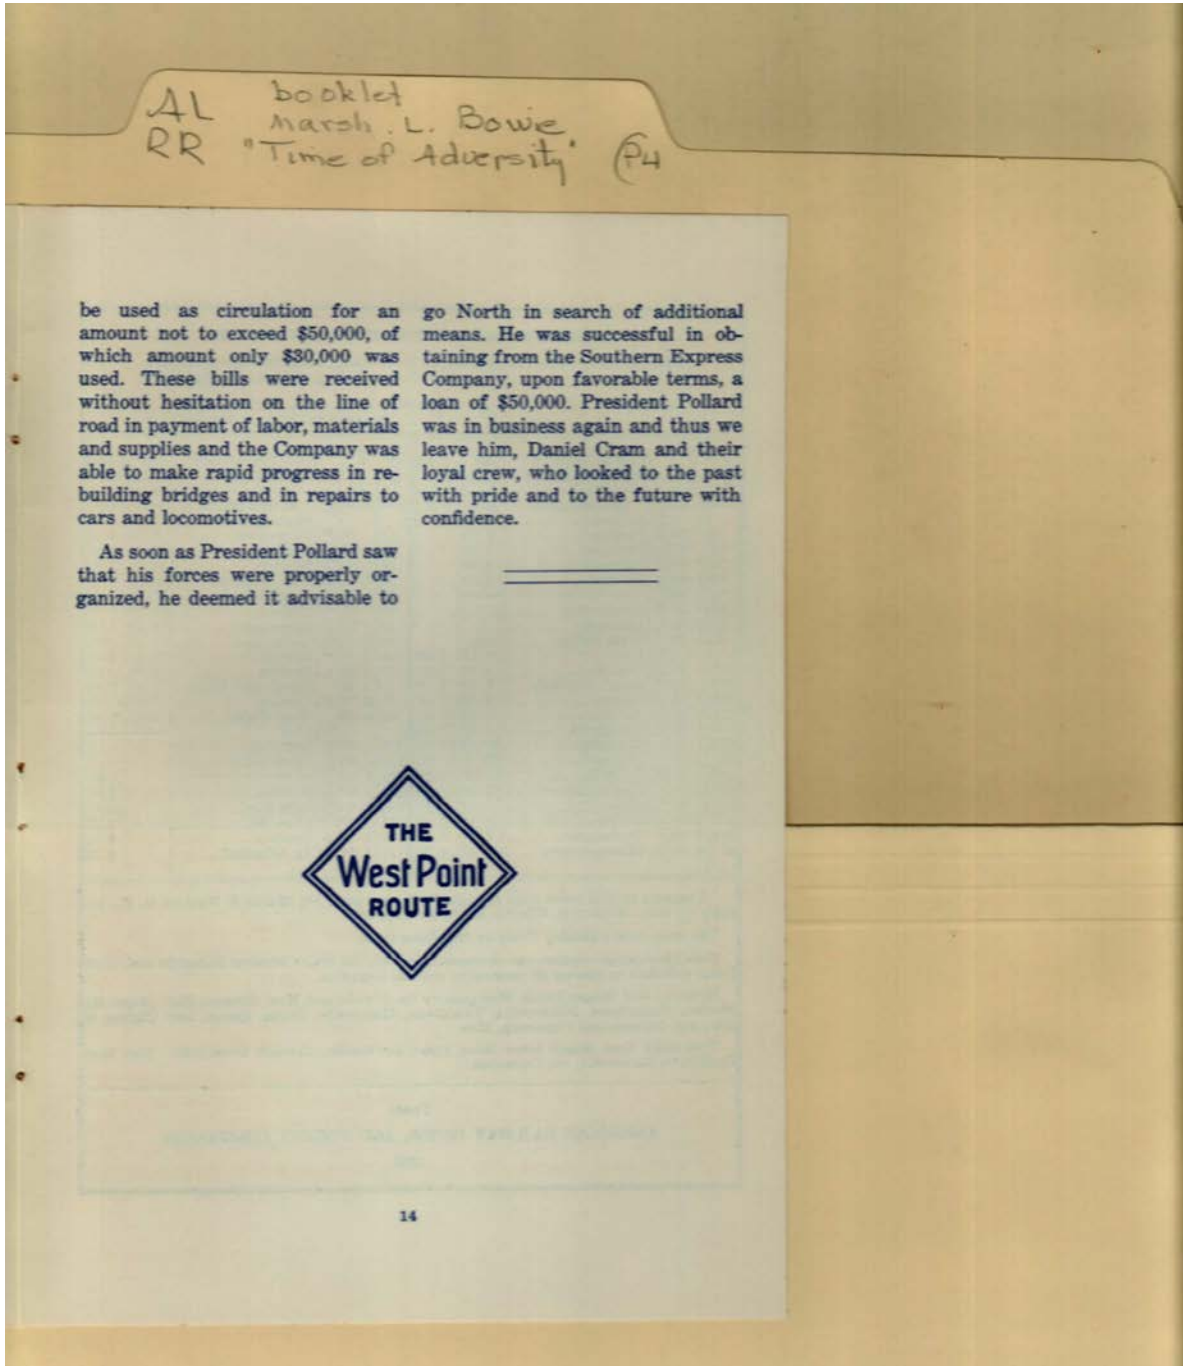 AL
RR
booklet
Marsh. L. Bowie
"Time of Adversity"
P4
be used as circulation for an
amount not to exceed $50,000, of
which amount only $30,000 was
used. These bills were received
without hesitation on the line of
road in payment of labor, materials
and supplies and the Company was
able to make rapid progress in re-
building bridges and in repairs to
cars and locomotives.
As soon as President Pollard saw
that his forces were properly or-
ganized, he deemed it advisable to
go North in search of additional
means. He was successful in ob-
taining from the Southern Express
Company, upon favorable terms, a
loan of $50,000. President Pollard
was in business again and thus we
leave him, Daniel Cram and their
loyal crew, who looked to the past
with pride and to the future with
confidence.
THE
West Point
ROUTE
14